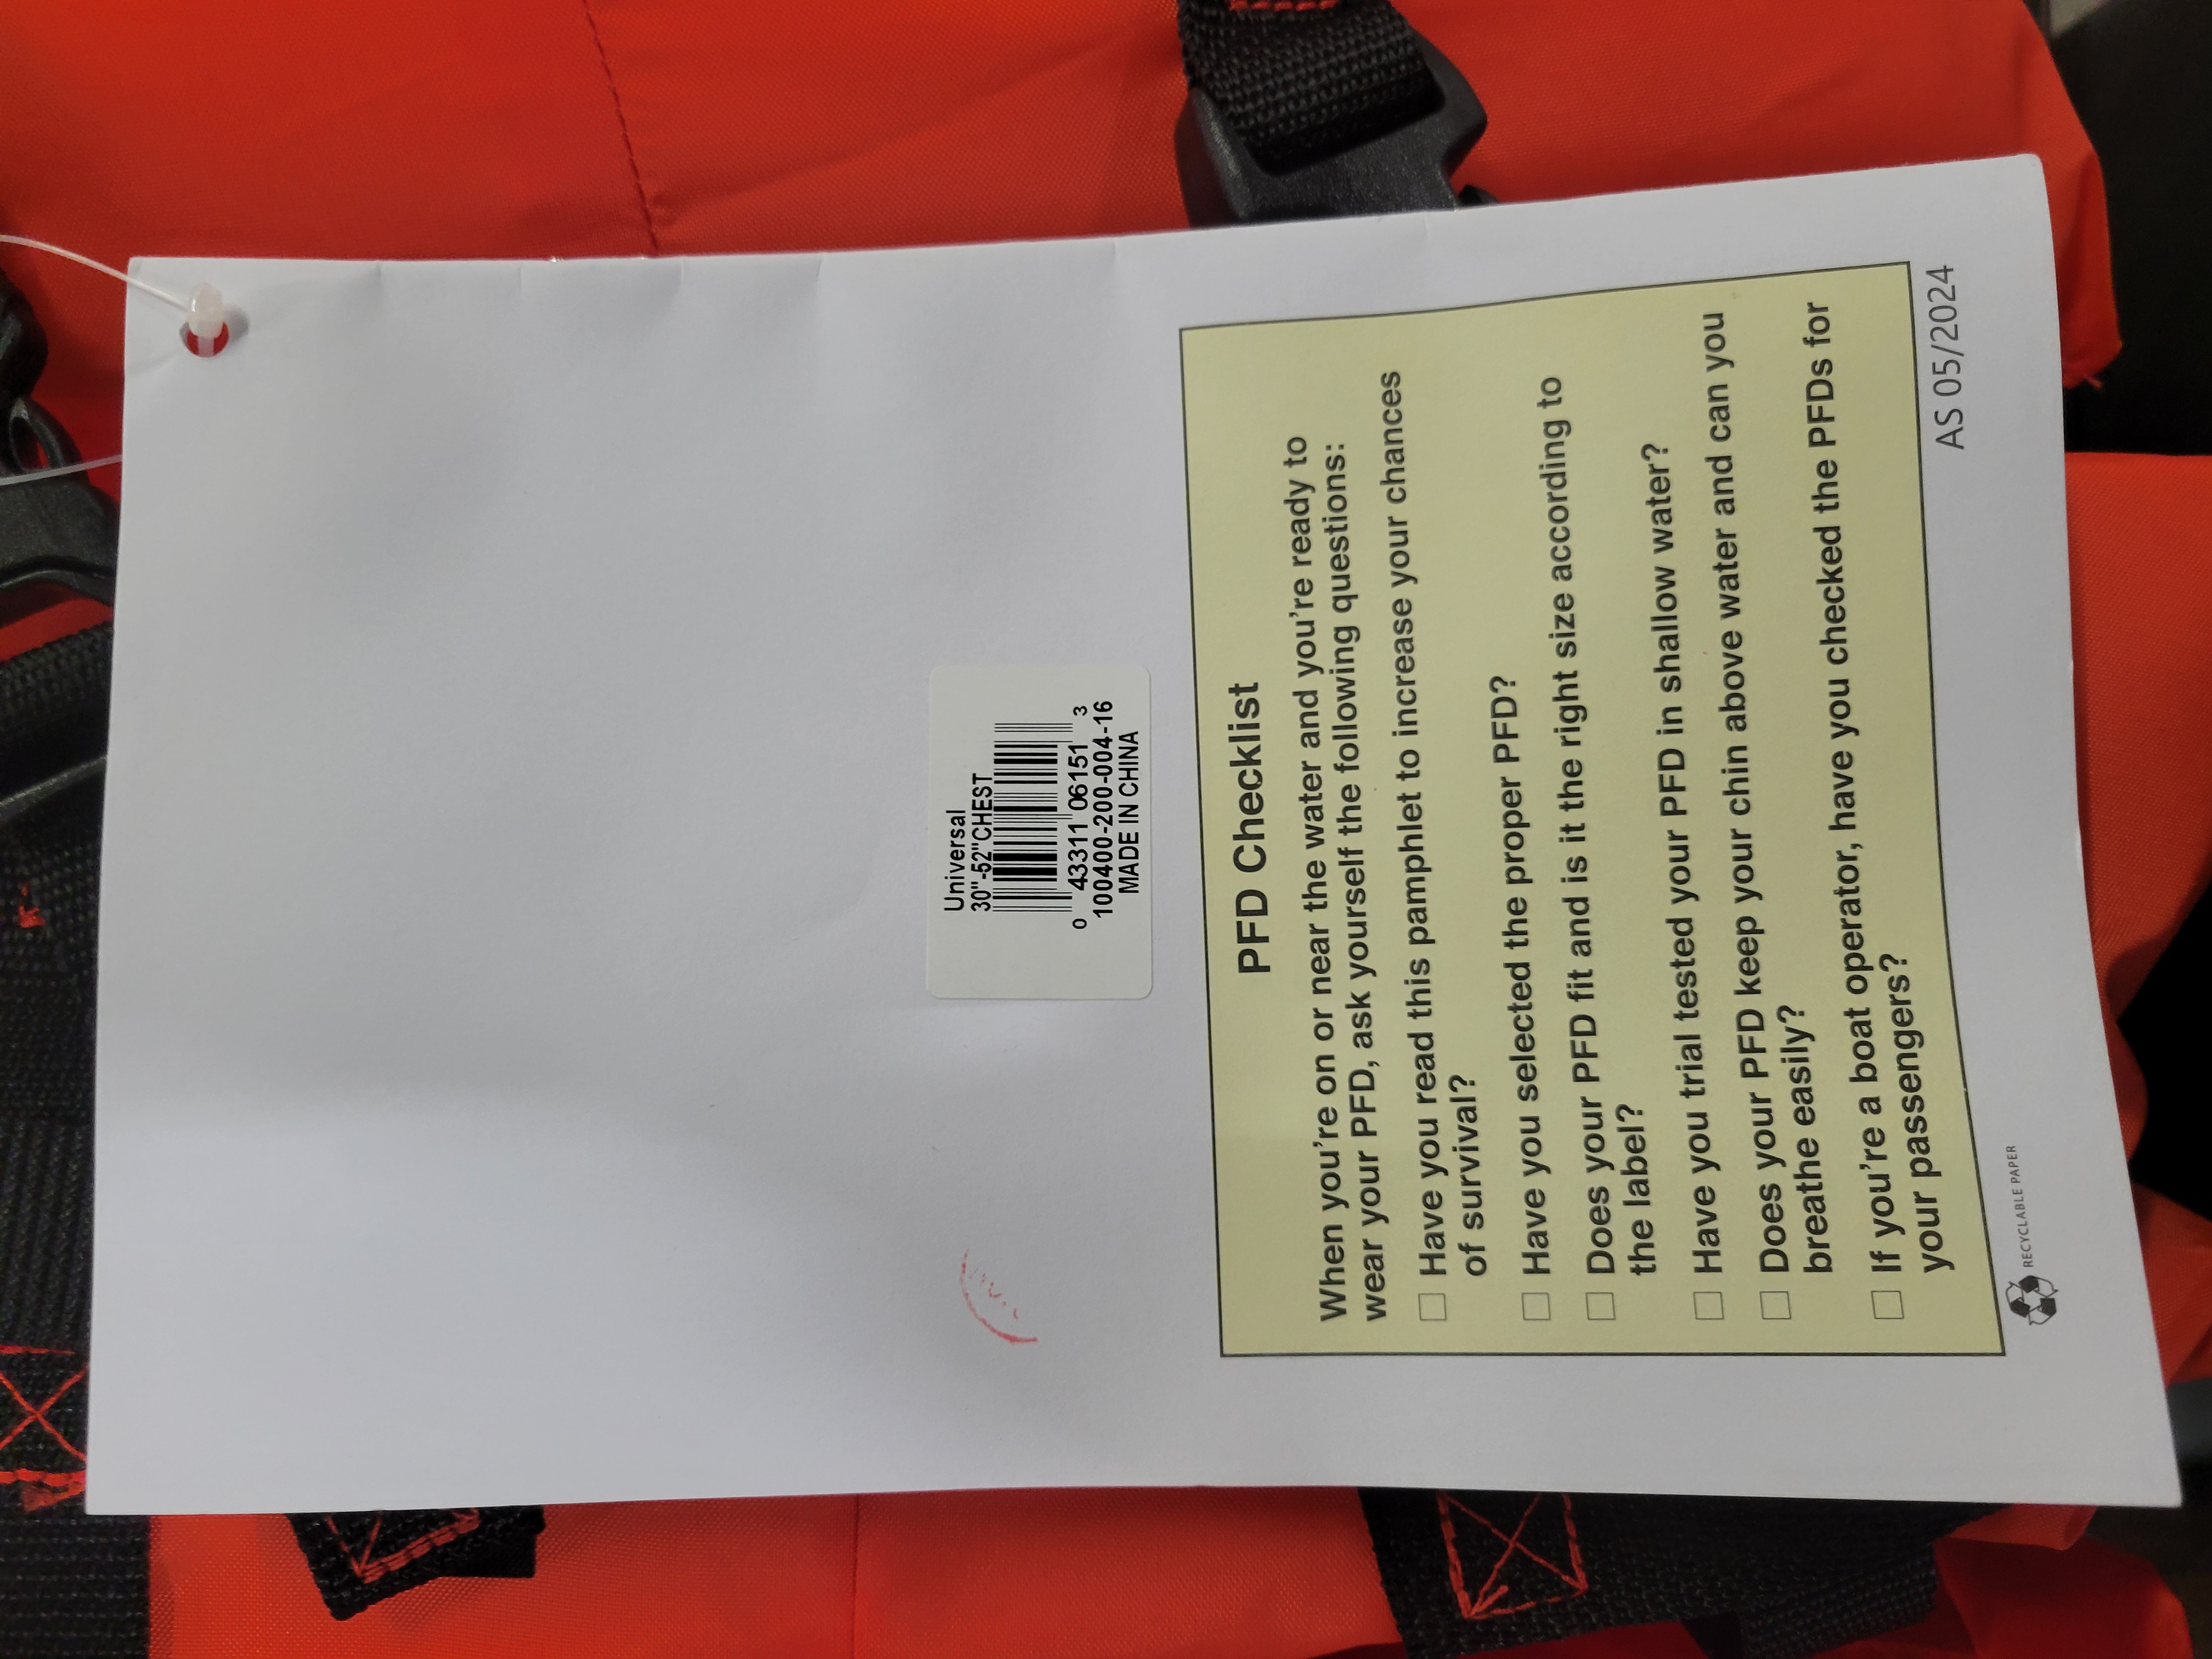 Universal
30"-52"CHEST
0 43311 06151 3
100400-200-004-16
MADE IN CHINA
PFD Checklist
When you're on or near the water and you're ready to
wear your PFD, ask yourself the following questions:
☐ Have you read this pamphlet to increase your chances
of survival?
☐ Have you selected the proper PFD?
☐ Does your PFD fit and is it the right size according to
the label?
☐ Have you trial tested your PFD in shallow water?
☐ Does your PFD keep your chin above water and can you
breathe easily?
☐ If you're a boat operator, have you checked the PFDs for
your passengers?
RECYCLABLE PAPER
AS 05/2024